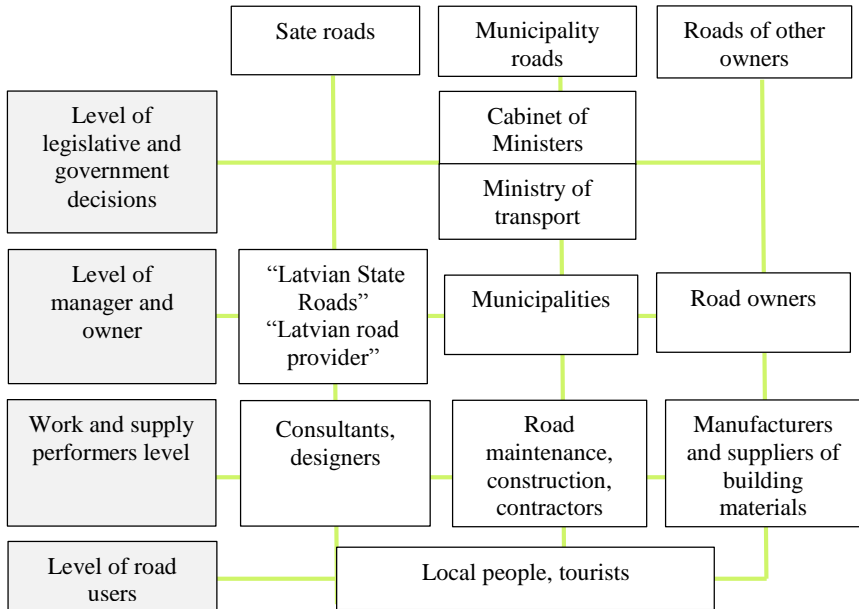 Sate roads
Municipality
roads
Roads of other
owners
Level of
legislative and
government
decisions
Cabinet of
Ministers
Ministry of
transport
Level of
manager and
owner
“Latvian State
Roads”
“Latvian road
provider”
Municipalities
Road owners
Work and supply
performers level
Consultants,
designers
Road
maintenance,
construction,
contractors
Manufacturers
and suppliers of
building
materials
Level of road
users
Local people, tourists